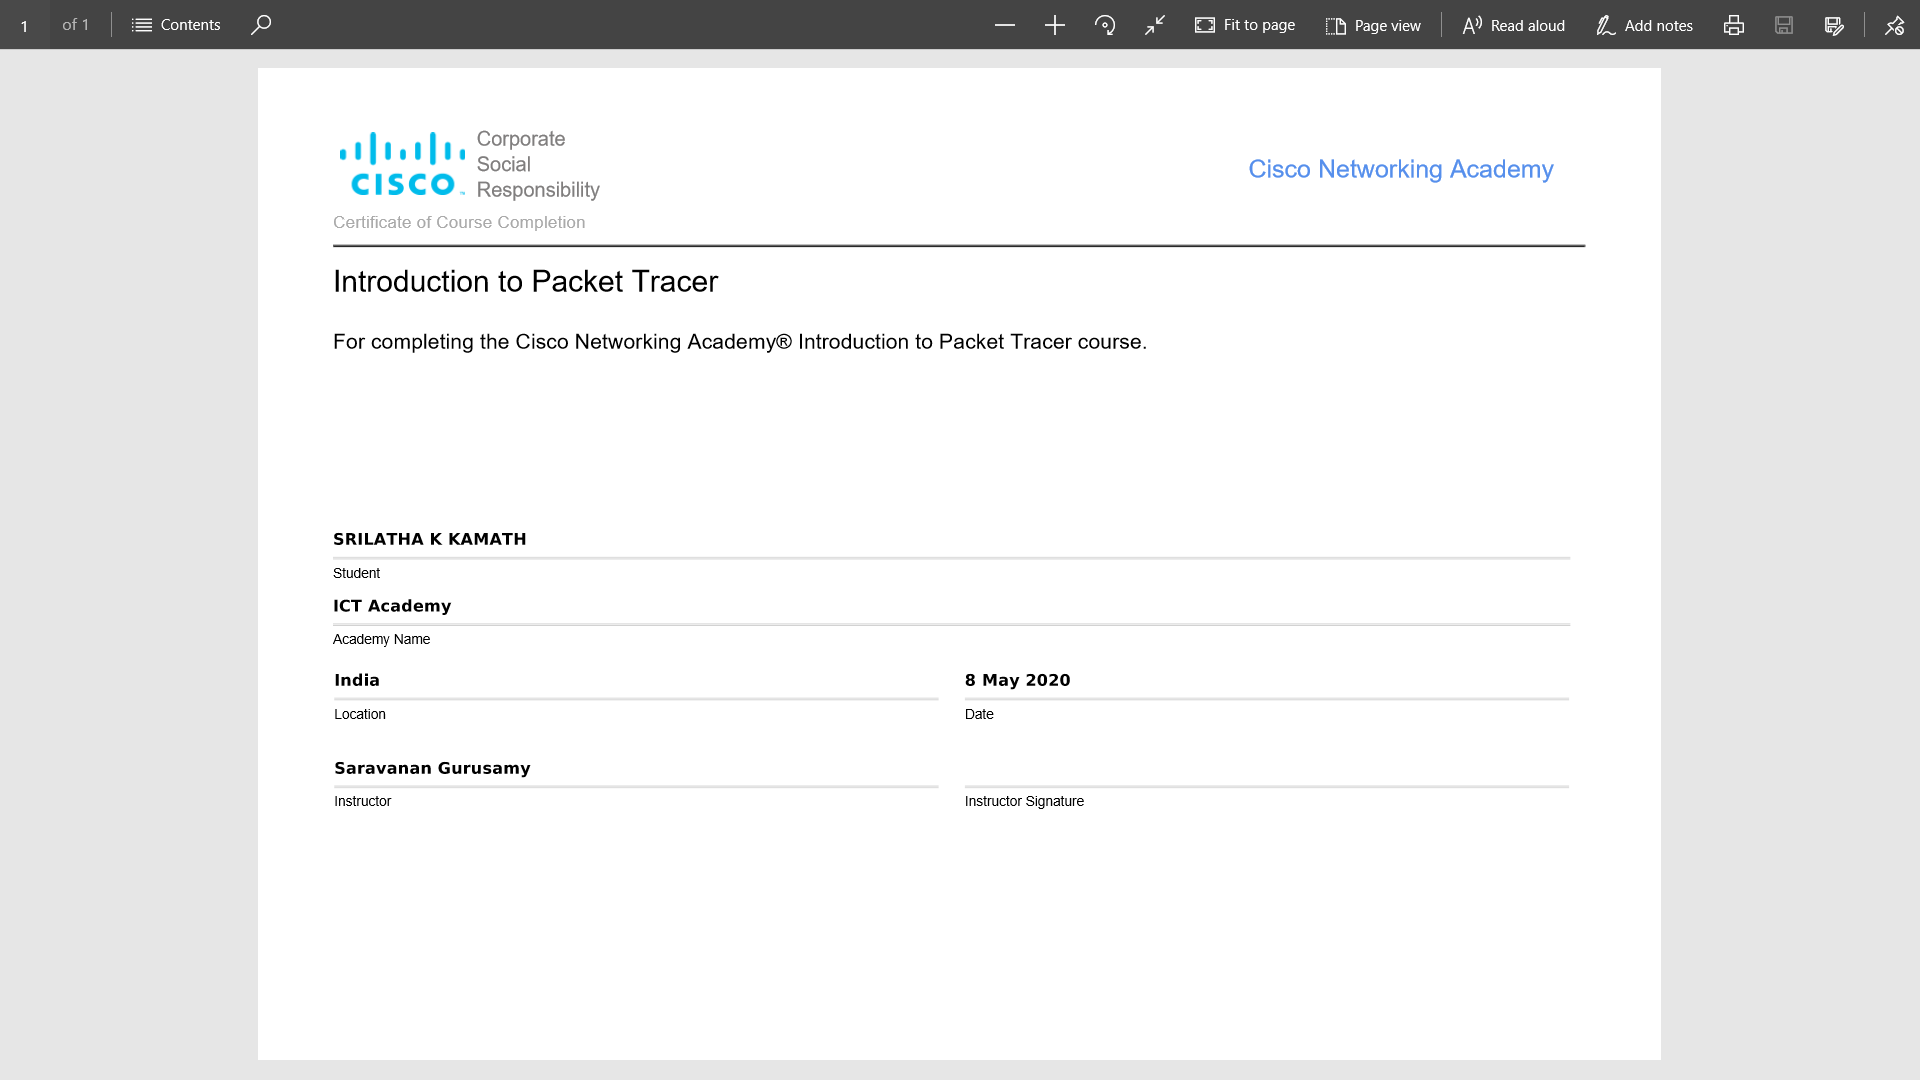 1 of 1 Contents Fit to page Page view Read aloud Add notes
Corporate
Social
Responsibility
CISCO
Cisco Networking Academy
Certificate of Course Completion
Introduction to Packet Tracer
For completing the Cisco Networking Academy® Introduction to Packet Tracer course.
SRILATHA K KAMATH
Student
ICT Academy
Academy Name
India 8 May 2020
Location Date
Saravanan Gurusamy
Instructor Instructor Signature